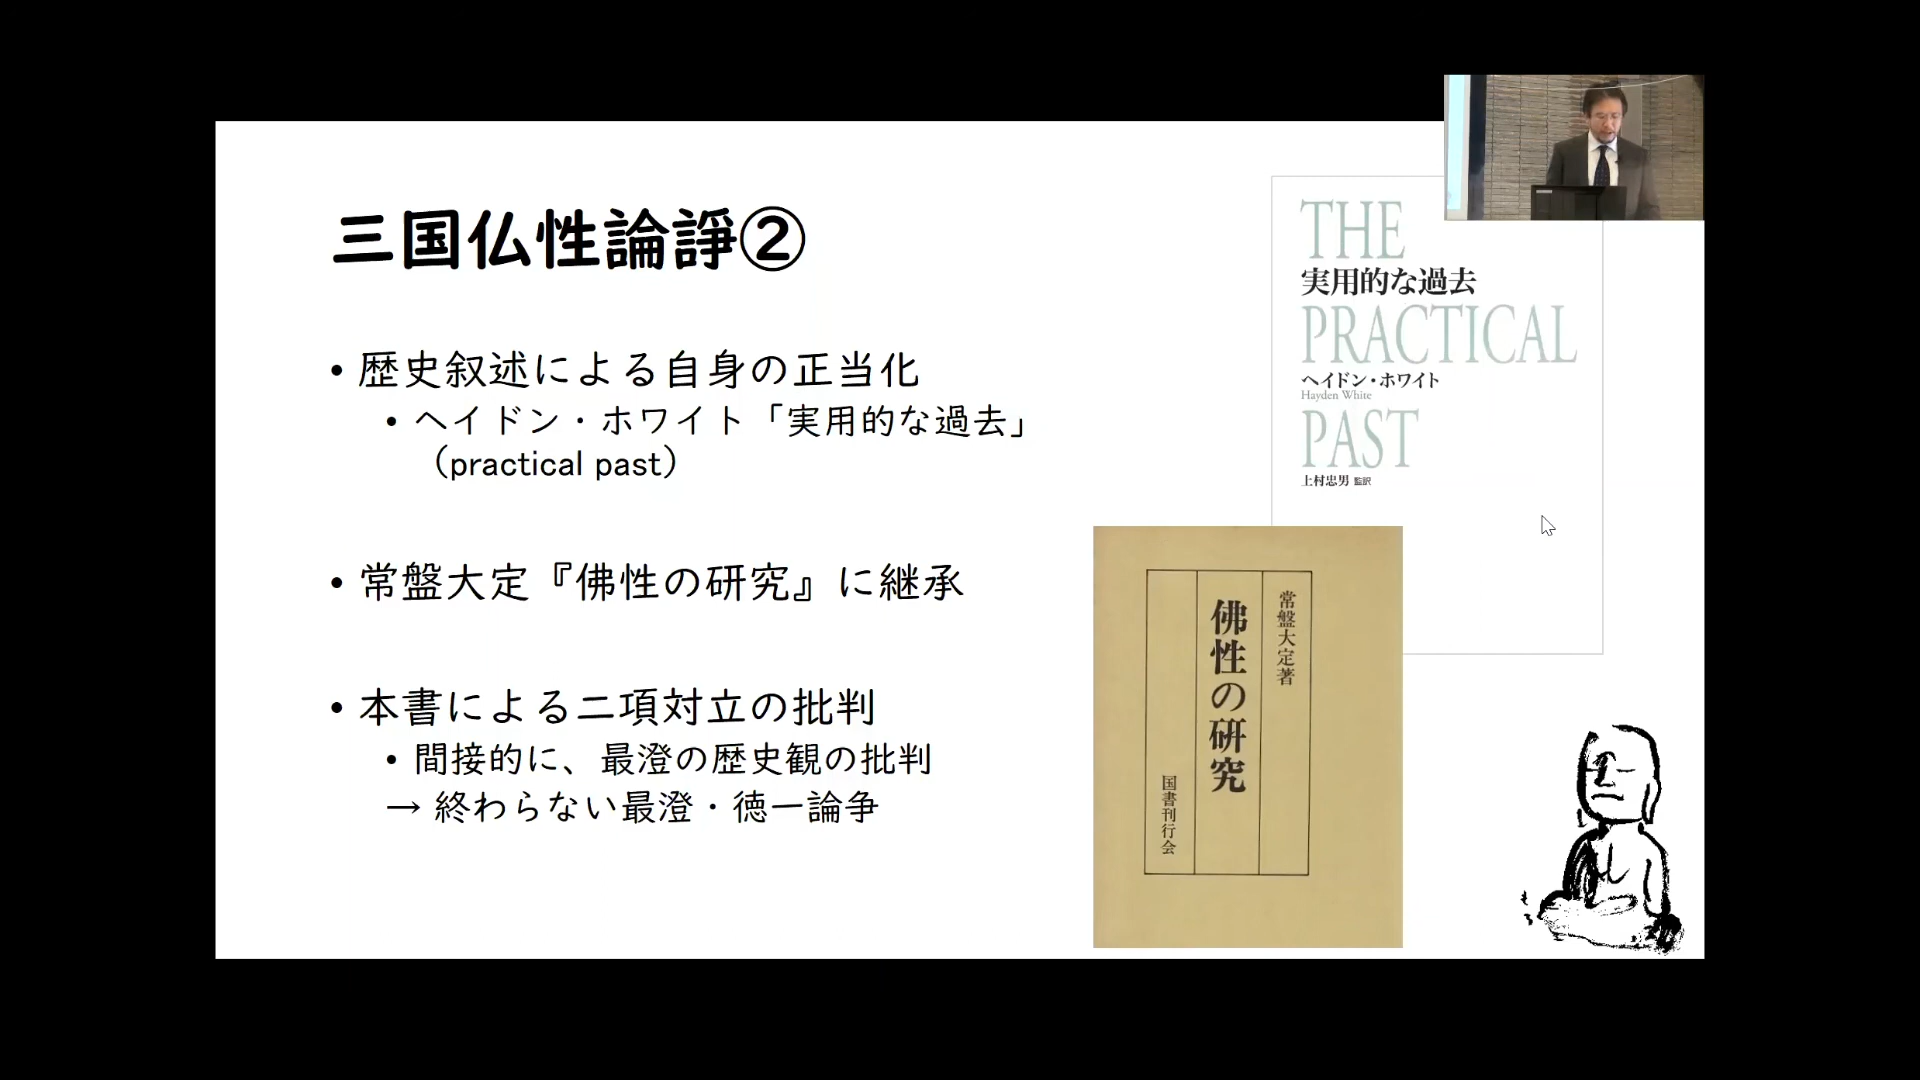 三国仏性論諍②
• 歴史叙述による自身の正当化
• ヘイドン・ホワイト「実用的な過去」
（practical past）
• 常盤大定『佛性の研究』に継承
• 本書による二項対立の批判
• 間接的に、最澄の歴史観の批判
→ 終わらない最澄・徳一論争
THE
実用的な過去
PRACTICAL
ヘイドン・ホワイト
Hayden White
PAST
上村忠男 監訳
常盤大定著
佛性の研究
国書刊行会